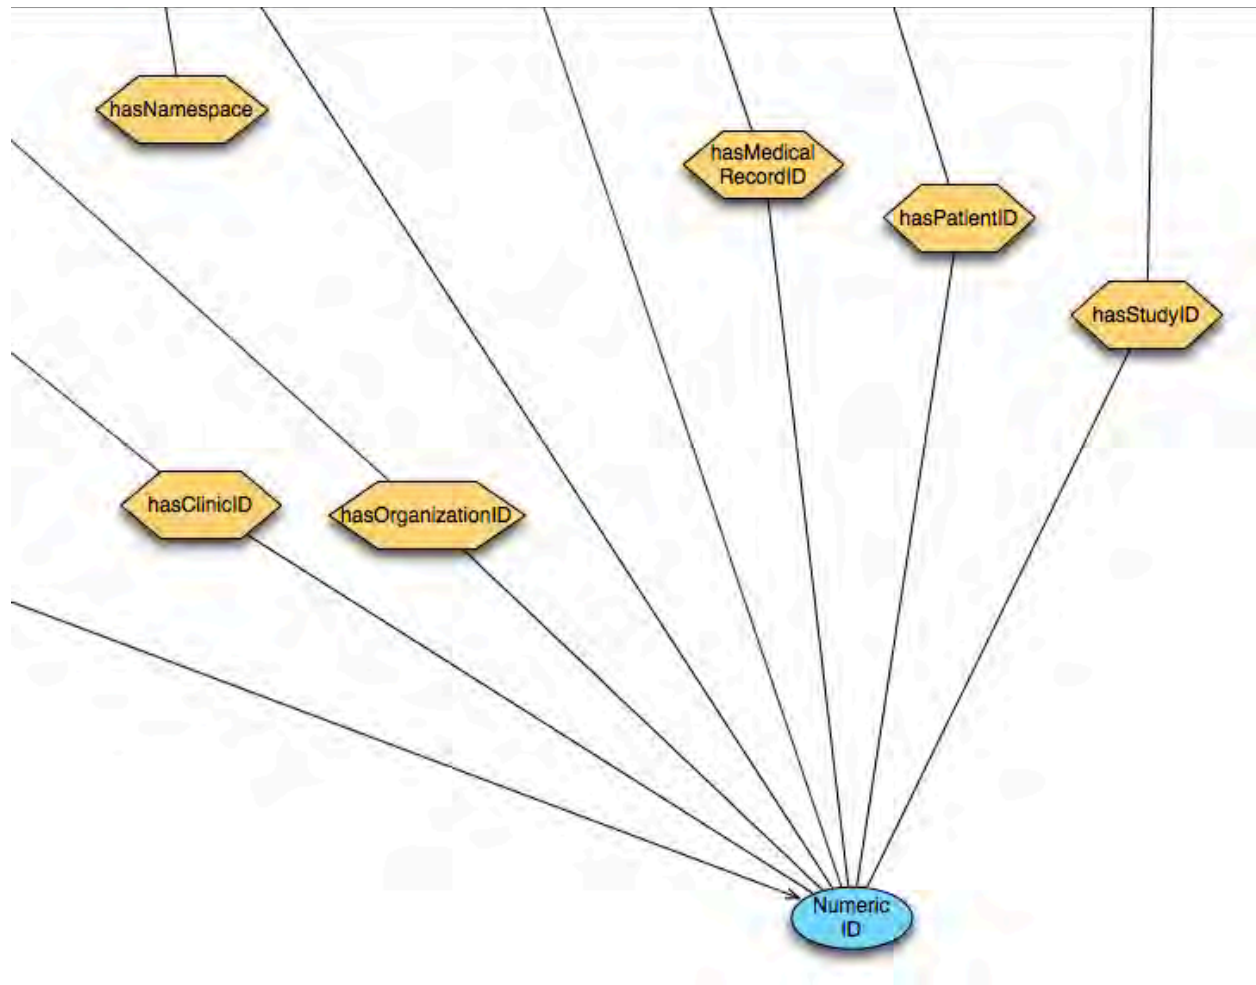 hasNamespace
hasMedical
RecordID
hasPatientID
hasStudyID
hasClinicID
hasOrganizationID
Numeric
ID